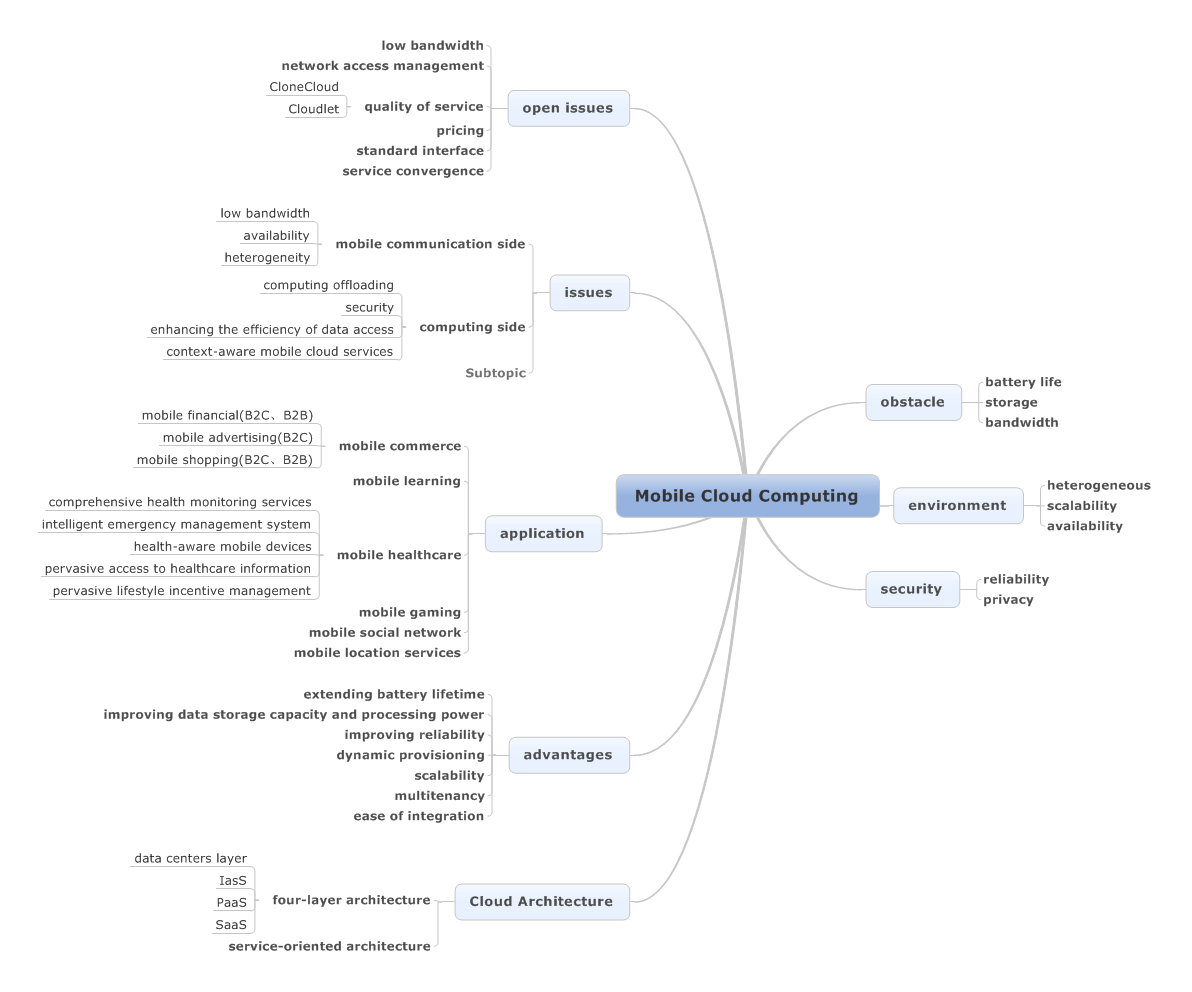 Mobile Cloud Computing
open issues
low bandwidth
network access management
quality of service
CloneCloud
Cloudlet
pricing
standard interface
service convergence
issues
mobile communication side
low bandwidth
availability
heterogeneity
computing side
computing offloading
security
enhancing the efficiency of data access
context-aware mobile cloud services
Subtopic
application
mobile commerce
mobile financial(B2C、B2B)
mobile advertising(B2C)
mobile shopping(B2C、B2B)
mobile learning
mobile healthcare
comprehensive health monitoring services
intelligent emergency management system
health-aware mobile devices
pervasive access to healthcare information
pervasive lifestyle incentive management
mobile gaming
mobile social network
mobile location services
advantages
extending battery lifetime
improving data storage capacity and processing power
improving reliability
dynamic provisioning
scalability
multitenancy
ease of integration
Cloud Architecture
four-layer architecture
data centers layer
IasS
PaaS
SaaS
service-oriented architecture
obstacle
battery life
storage
bandwidth
environment
heterogeneous
scalability
availability
security
reliability
privacy